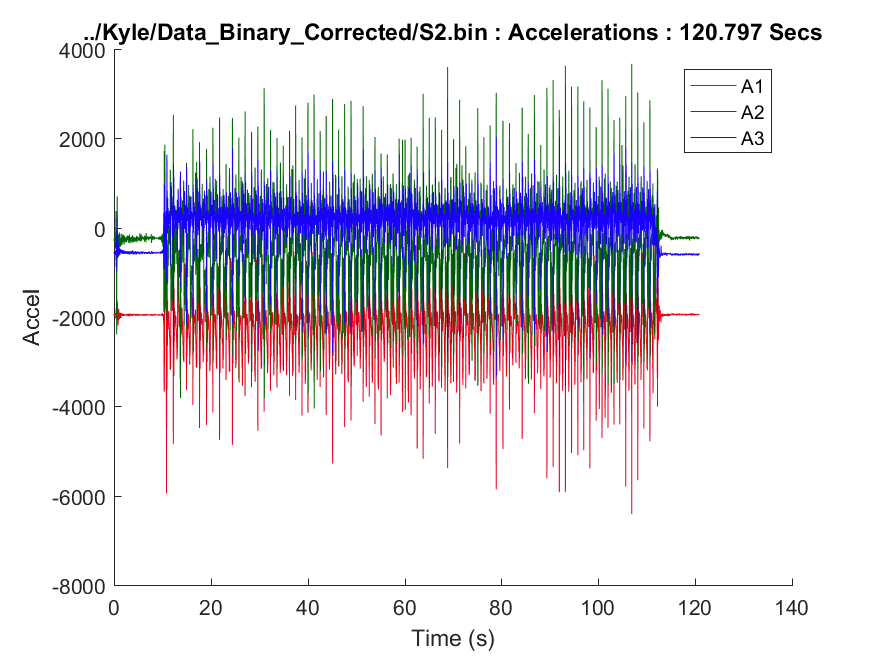 ../Kyle/Data_Binary_Corrected/S2.bin : Accelerations : 120.797 Secs
4000
2000
0
-2000
-4000
-6000
-8000
Accel
A1
A2
A3
0 20 40 60 80 100 120 140
Time (s)